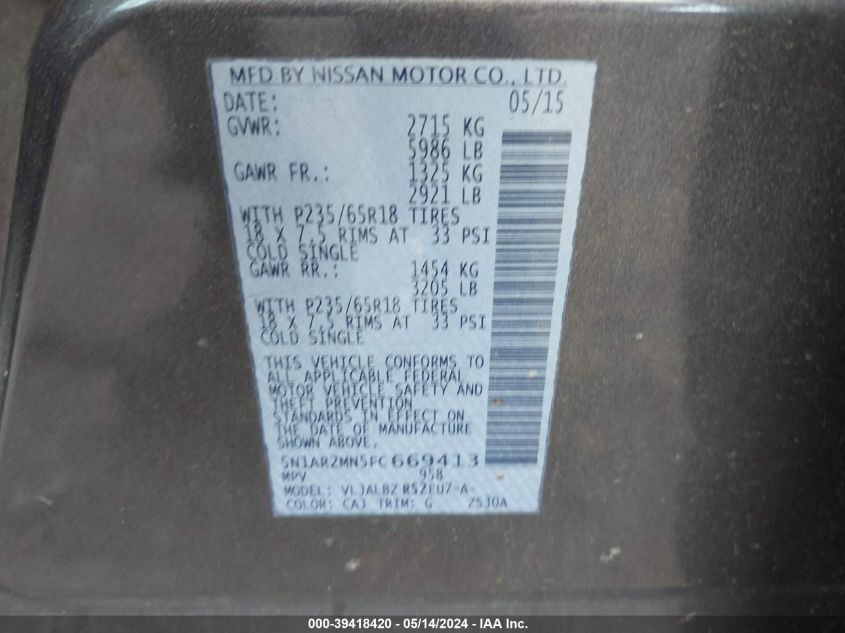 MFD BY NISSAN MOTOR CO., LTD.
DATE: 05/15
GVWR: 2715 KG
5986 LB
GAWR FR.: 1325 KG
2921 LB
WITH P235/65R18 TIRES
18 X 7.5 RIMS AT 33 PSI
COLD SINGLE
GAWR RR.: 1454 KG
3205 LB
WITH P235/65R18 TIRES
18 X 7.5 RIMS AT 33 PSI
COLD SINGLE
THIS VEHICLE CONFORMS TO
ALL APPLICABLE FEDERAL
MOTOR VEHICLE SAFETY AND
THEFT PREVENTION
STANDARDS IN EFFECT ON
THE DATE OF MANUFACTURE
SHOWN ABOVE.
5N1AR2MN5FC669413
MPV 958
MODEL:
COLOR: CAJ TRIM: G
000-39418420 - 05/14/2024 - IAA Inc.